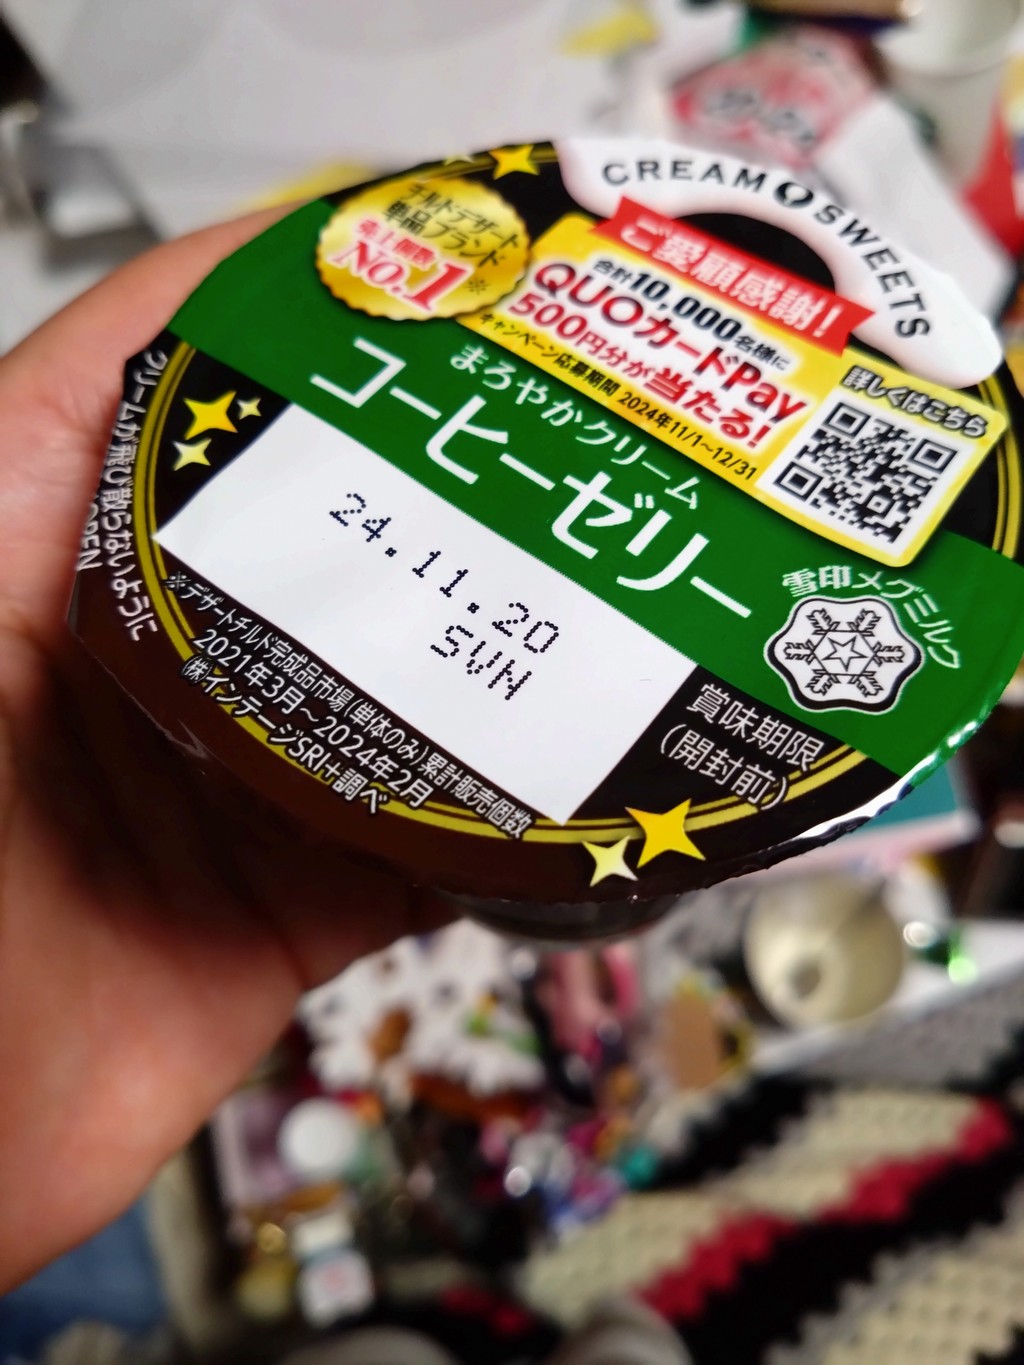 CREAM SWEETS
チルドデザート
単品ブランド
売上個数
NO.1※
ご愛顧感謝!
合計10,000名様に
QUOカードPay
500円分が当たる!
キャンペーン応募期間 2024年11/1~12/31
詳しくはこちら
まろやかクリーム
コーヒーゼリー
雪印メグミルク
24.11.20
SVN
賞味期限
(開封前)
クリームが飛び散らないように
OPEN
※デザートチルド完成品市場(単体のみ)累計販売個数
2021年3月~2024年2月
㈱インテージSRI+調べ